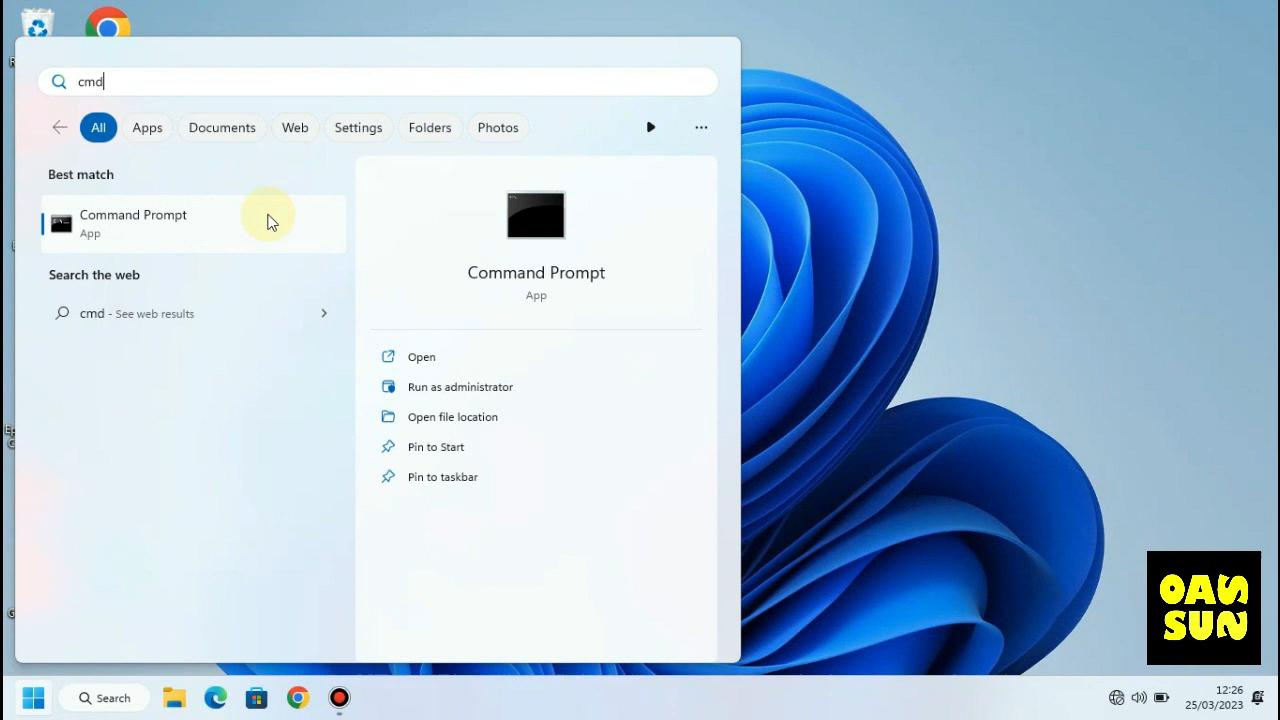 cmd
All
Apps
Documents
Web
Settings
Folders
Photos
Best match
Command Prompt
App
Search the web
cmd - See web results
Command Prompt
App
Open
Run as administrator
Open file location
Pin to Start
Pin to taskbar
OAS
SUN
Search
12:26
25/03/2023